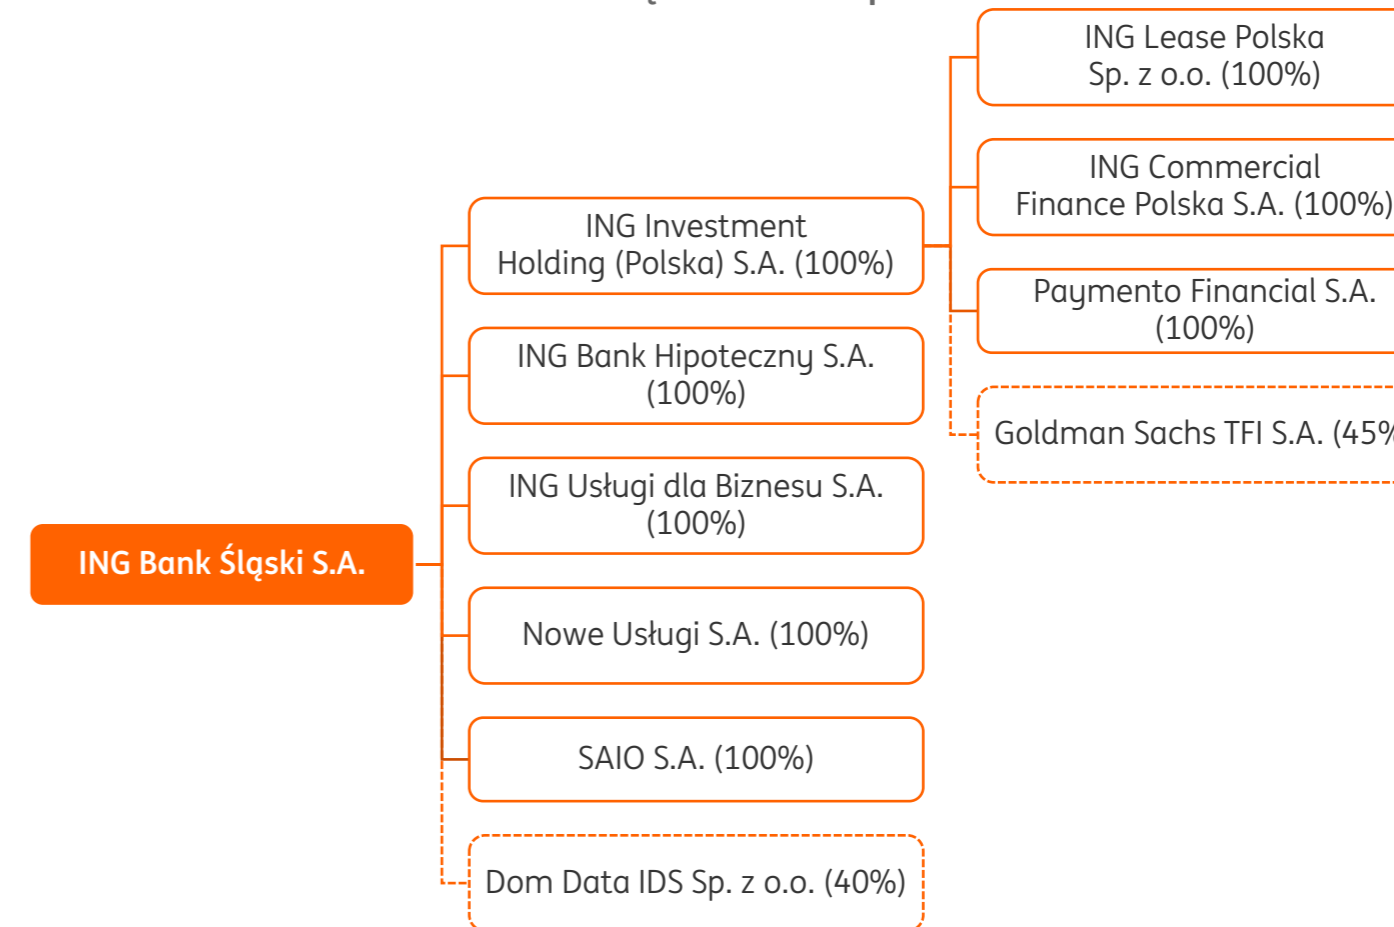 ING Lease Polska
Sp. z o.o. (100%)
ING Commercial
Finance Polska S.A. (100%)
ING Investment
Holding (Polska) S.A. (100%)
Paymento Financial S.A.
(100%)
ING Bank Hipoteczny S.A.
(100%)
Goldman Sachs TFI S.A. (45%
ING Usługi dla Biznesu S.A.
(100%)
ING Bank Śląski S.A.
Nowe Usługi S.A. (100%)
SAIO S.A. (100%)
Dom Data IDS Sp. z o.o. (40%)